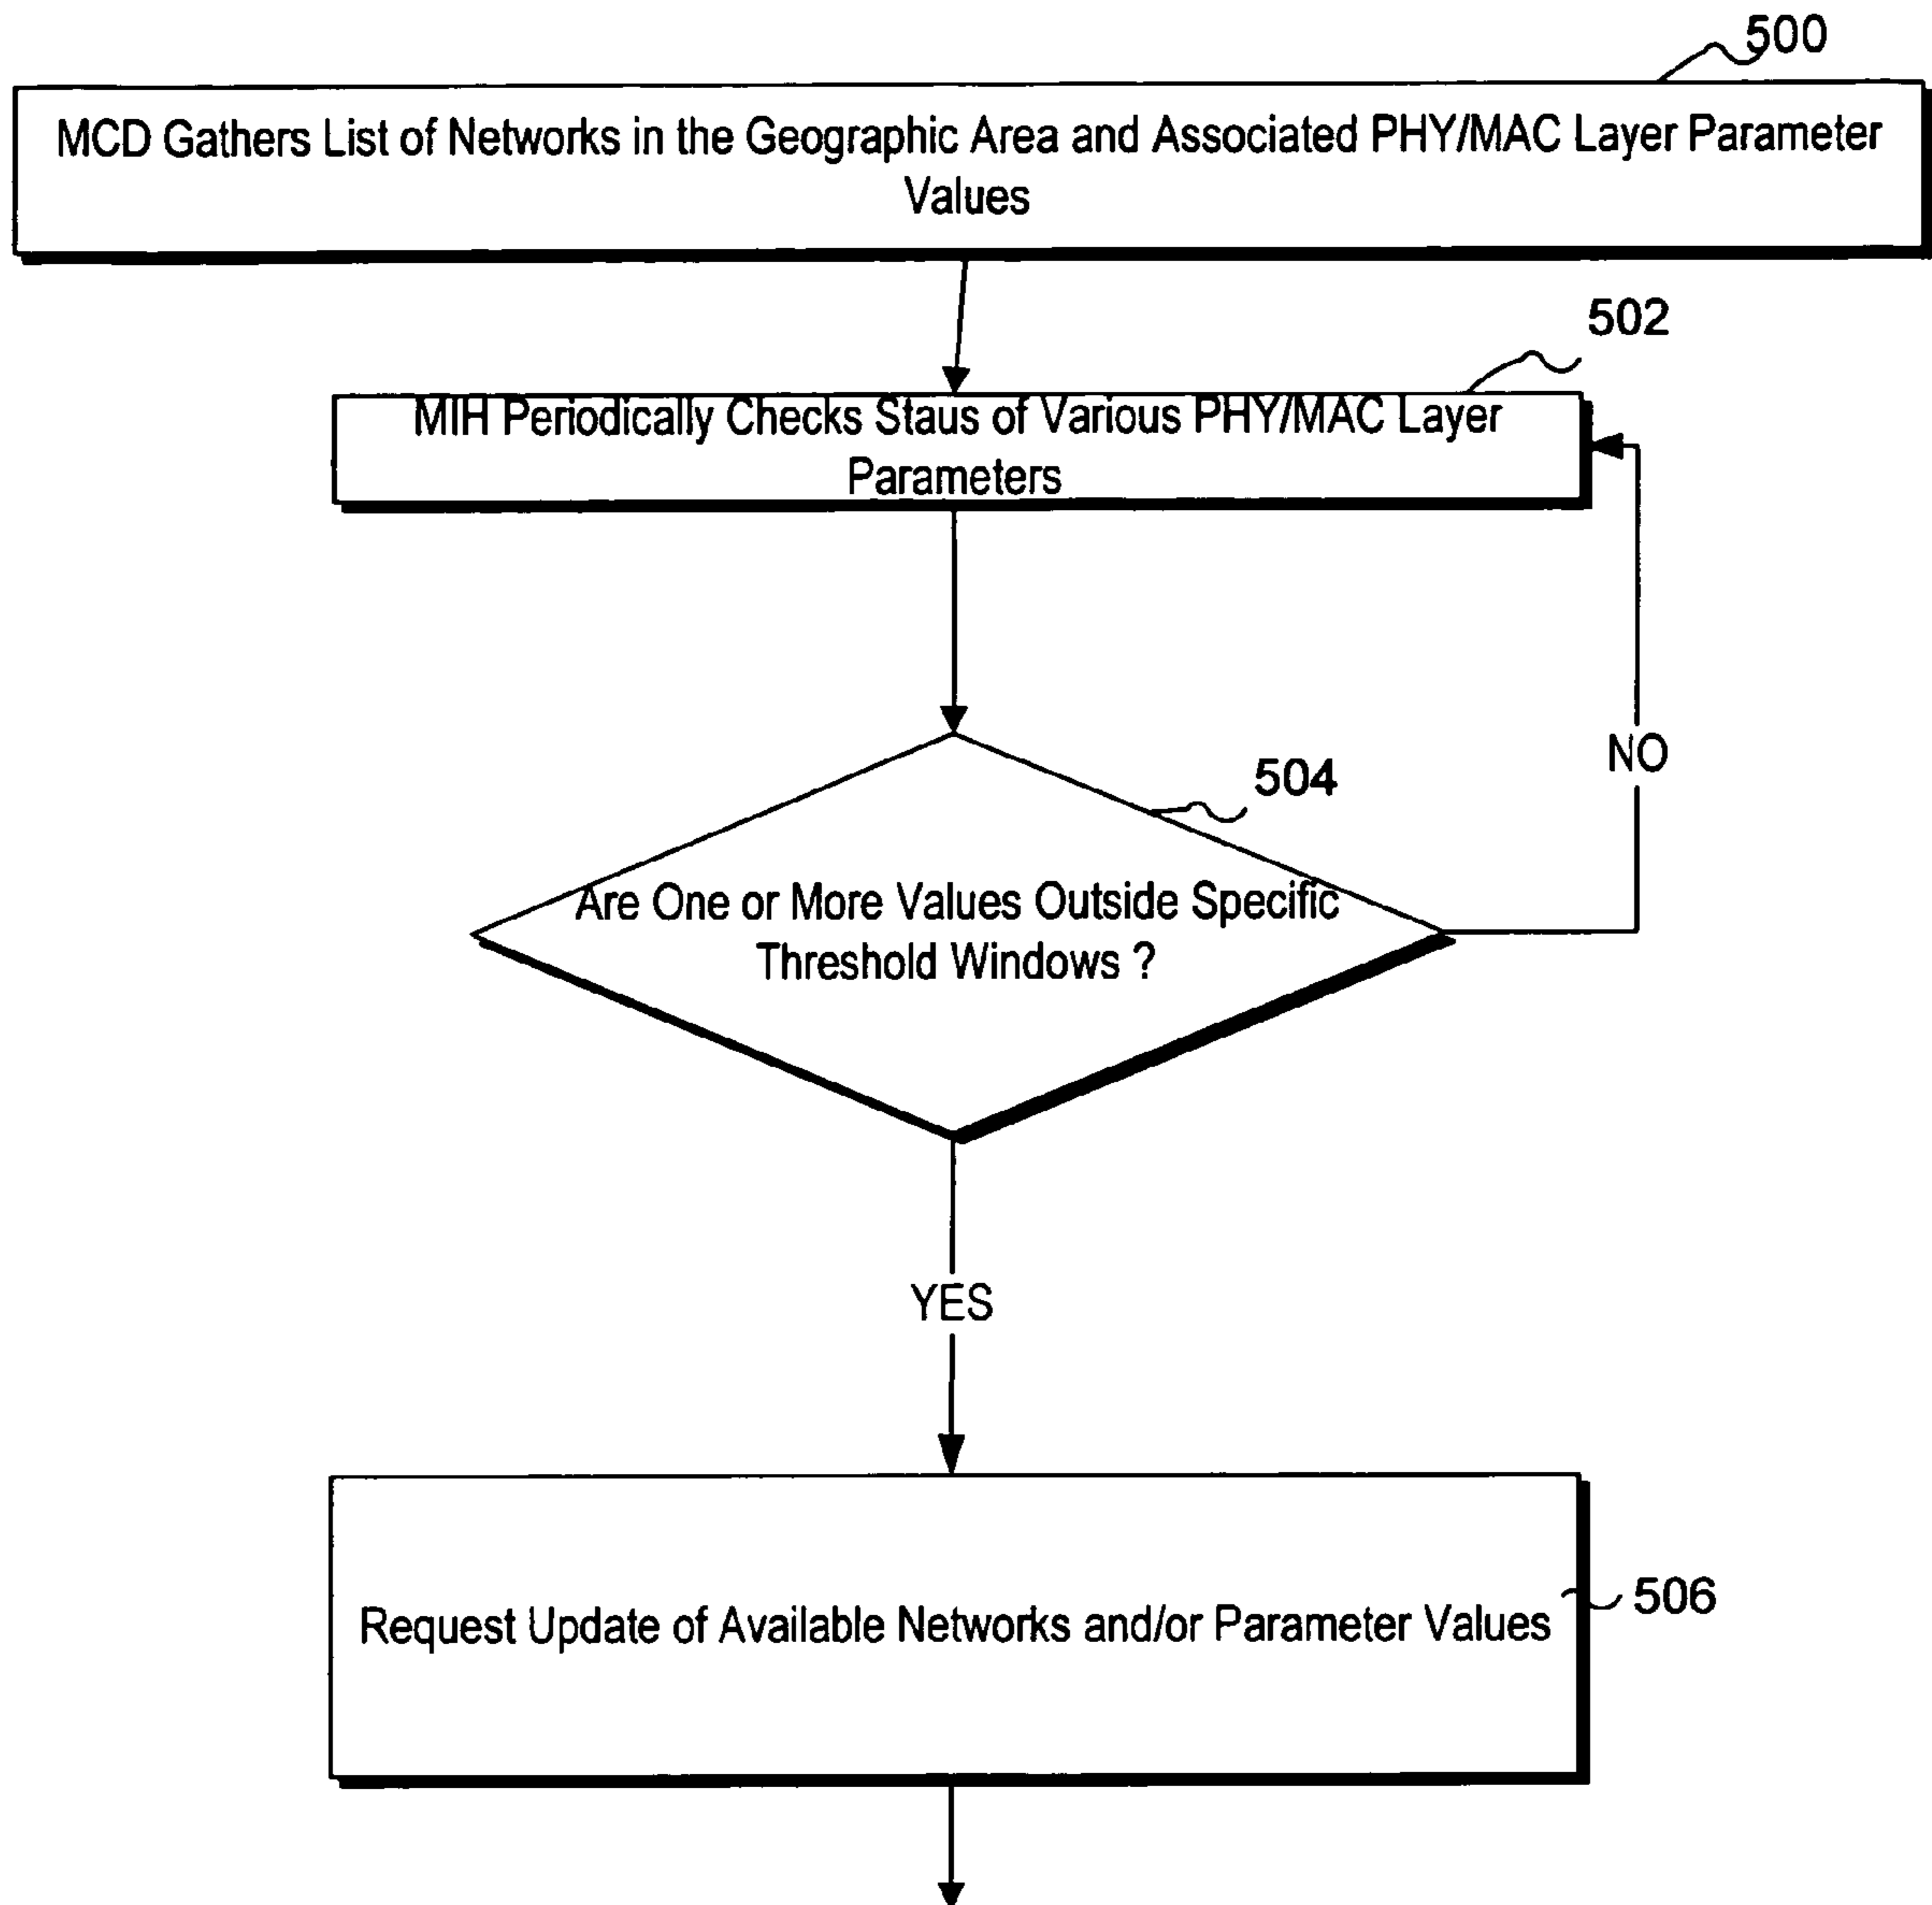 500
MCD Gathers List of Networks in the Geographic Area and Associated PHY/MAC Layer Parameter
Values
502
MIH Periodically Checks Staus of Various PHY/MAC Layer
Parameters
504
NO
Are One or More Values Outside Specific
Threshold Windows ?
YES
506
Request Update of Available Networks and/or Parameter Values